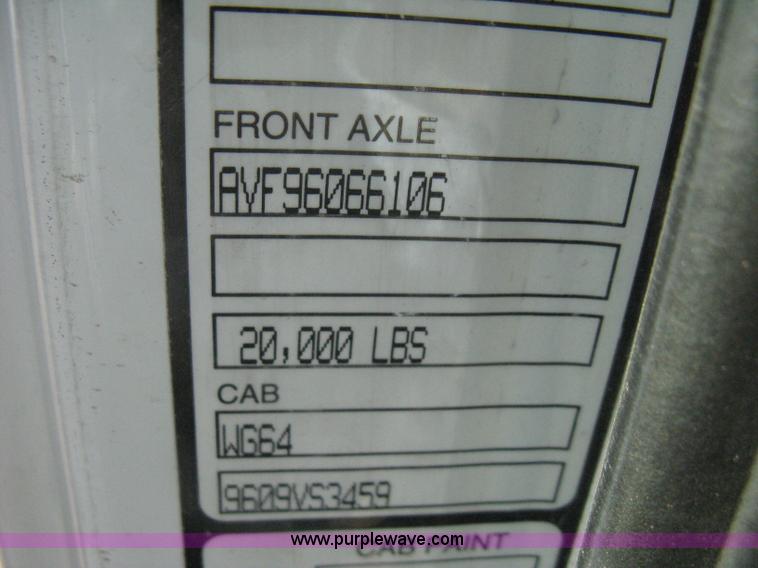 FRONT AXLE
AVF96066106
20,000 LBS
CAB
WG64
9609VS3459
www.purplewave.com
CAB PAINT